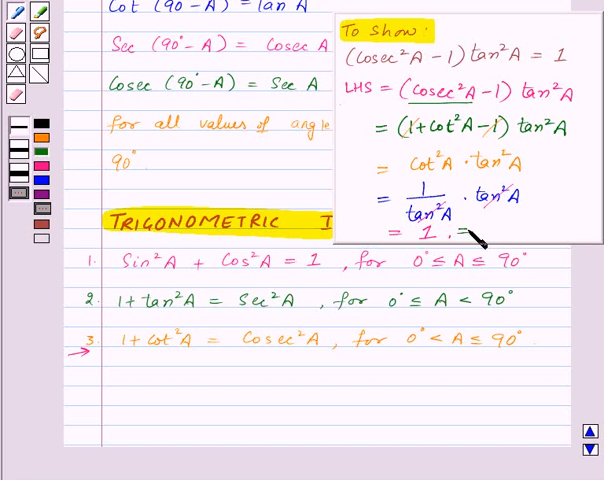 Cot (90 - A) = tan A
Sec (90° - A) = Cosec A
Cosec (90° - A) = Sec A
for all values of angle
90°
TRIGONOMETRIC I
1. Sin²A + Cos²A = 1 , for 0° ≤ A ≤ 90°
2. 1 + tan²A = Sec²A , for 0° ≤ A < 90°
→ 3. 1 + Cot²A = Cosec²A , for 0° < A ≤ 90°
To Show:
(Cosec²A - 1) tan²A = 1
LHS = (Cosec²A - 1) tan²A
= (1 + Cot²A - 1) tan²A
= Cot²A · tan²A
= 1/tan²A · tan²A
= 1 . =